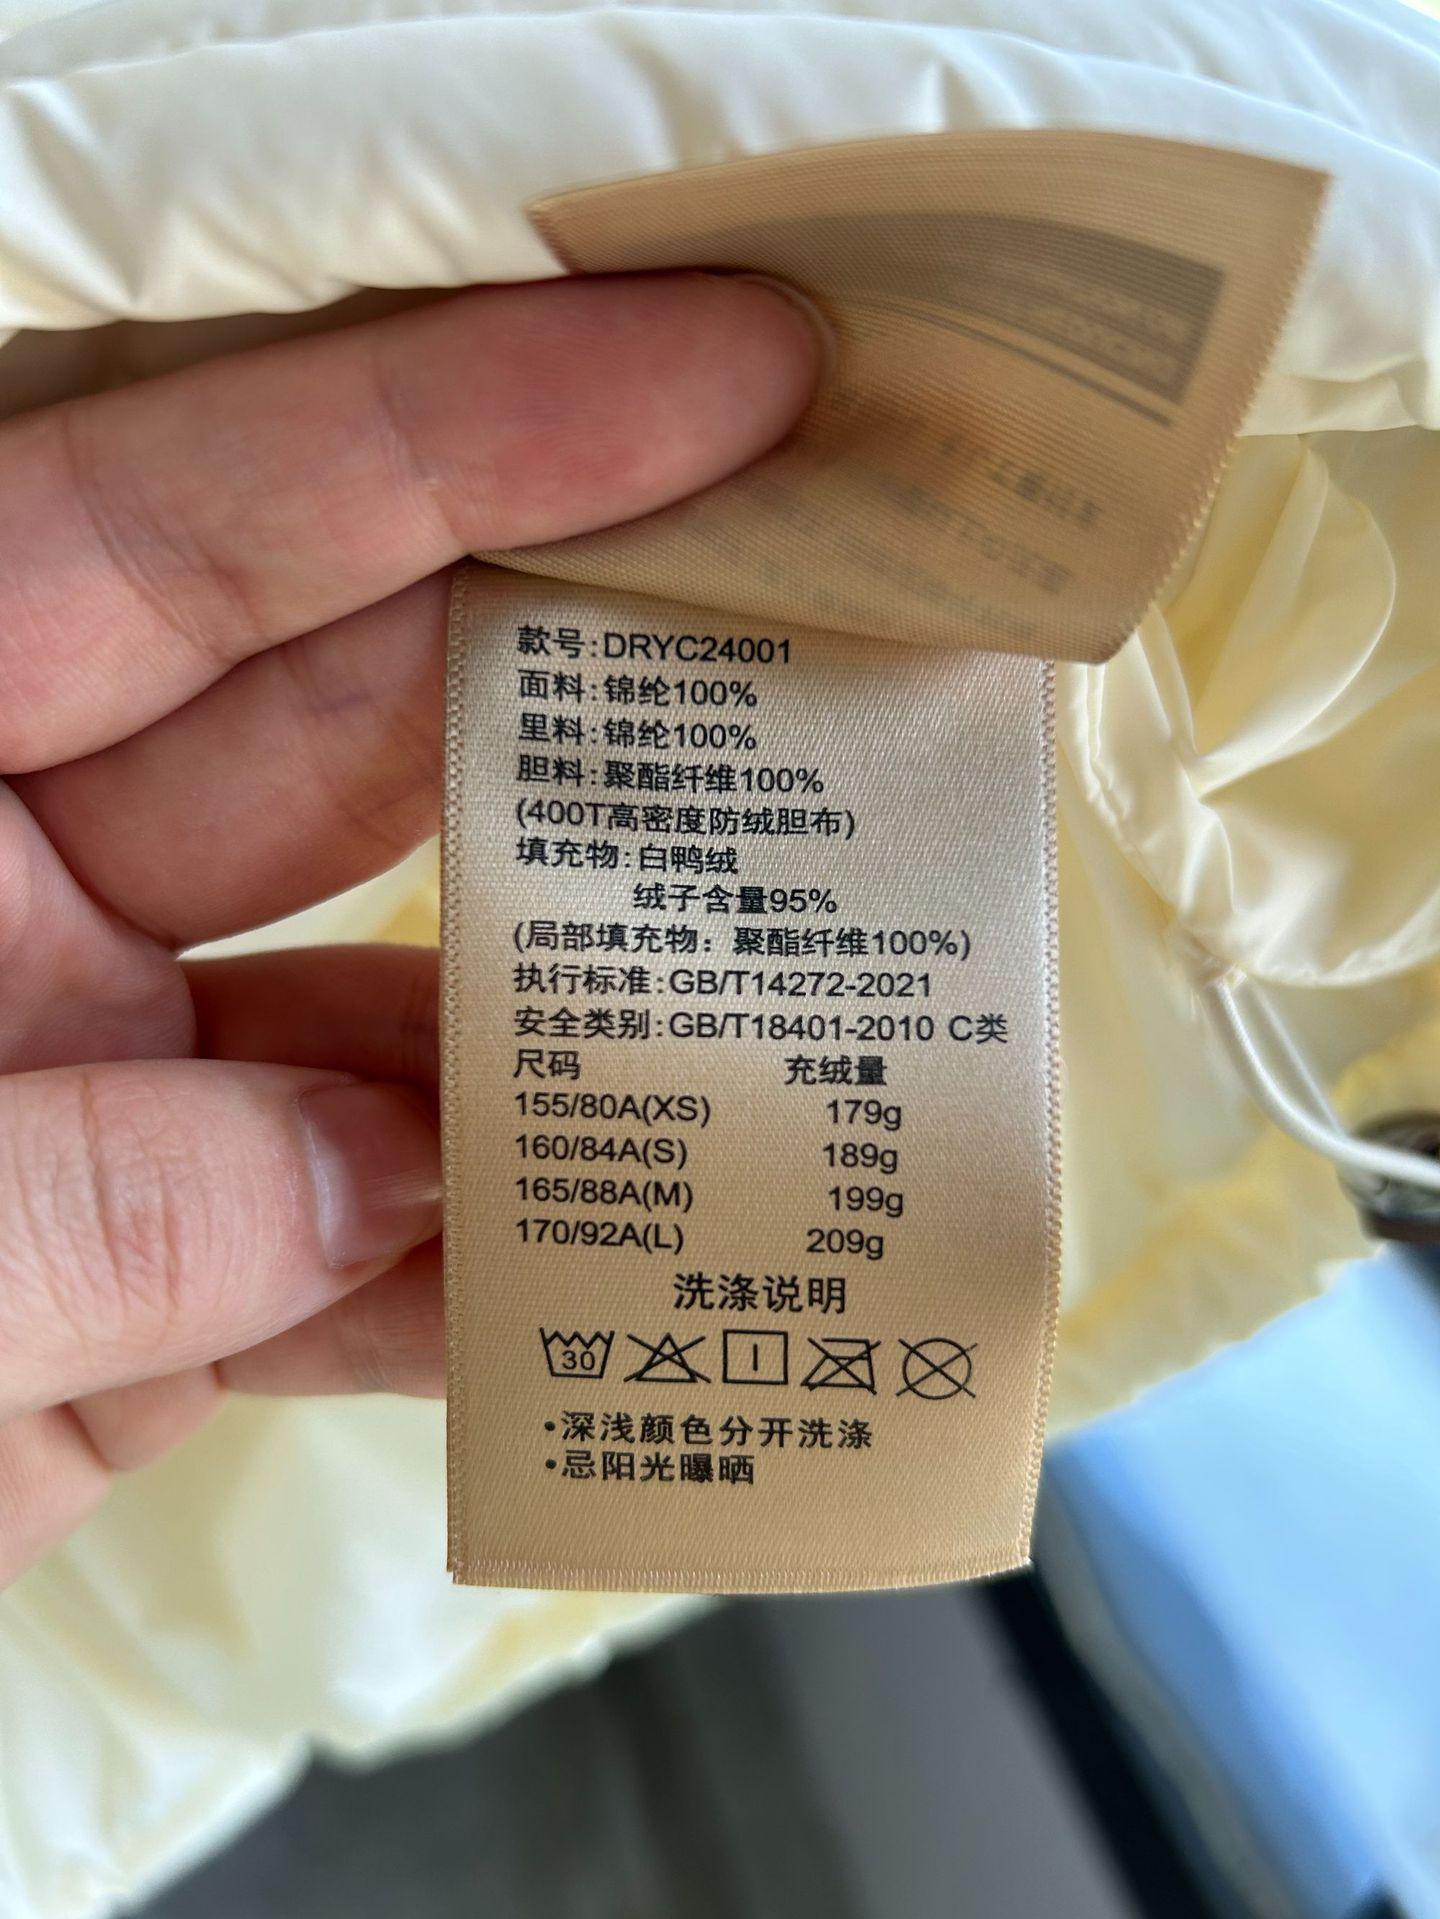 款号:DRYC24001
面料:锦纶100%
里料:锦纶100%
胆料:聚酯纤维100%
(400T高密度防绒胆布)
填充物:白鸭绒
绒子含量95%
(局部填充物：聚酯纤维100%)
执行标准:GB/T14272-2021
安全类别:GB/T18401-2010 C类
尺码 充绒量
155/80A(XS) 179g
160/84A(S) 189g
165/88A(M) 199g
170/92A(L) 209g
洗涤说明
30
•深浅颜色分开洗涤
•忌阳光曝晒